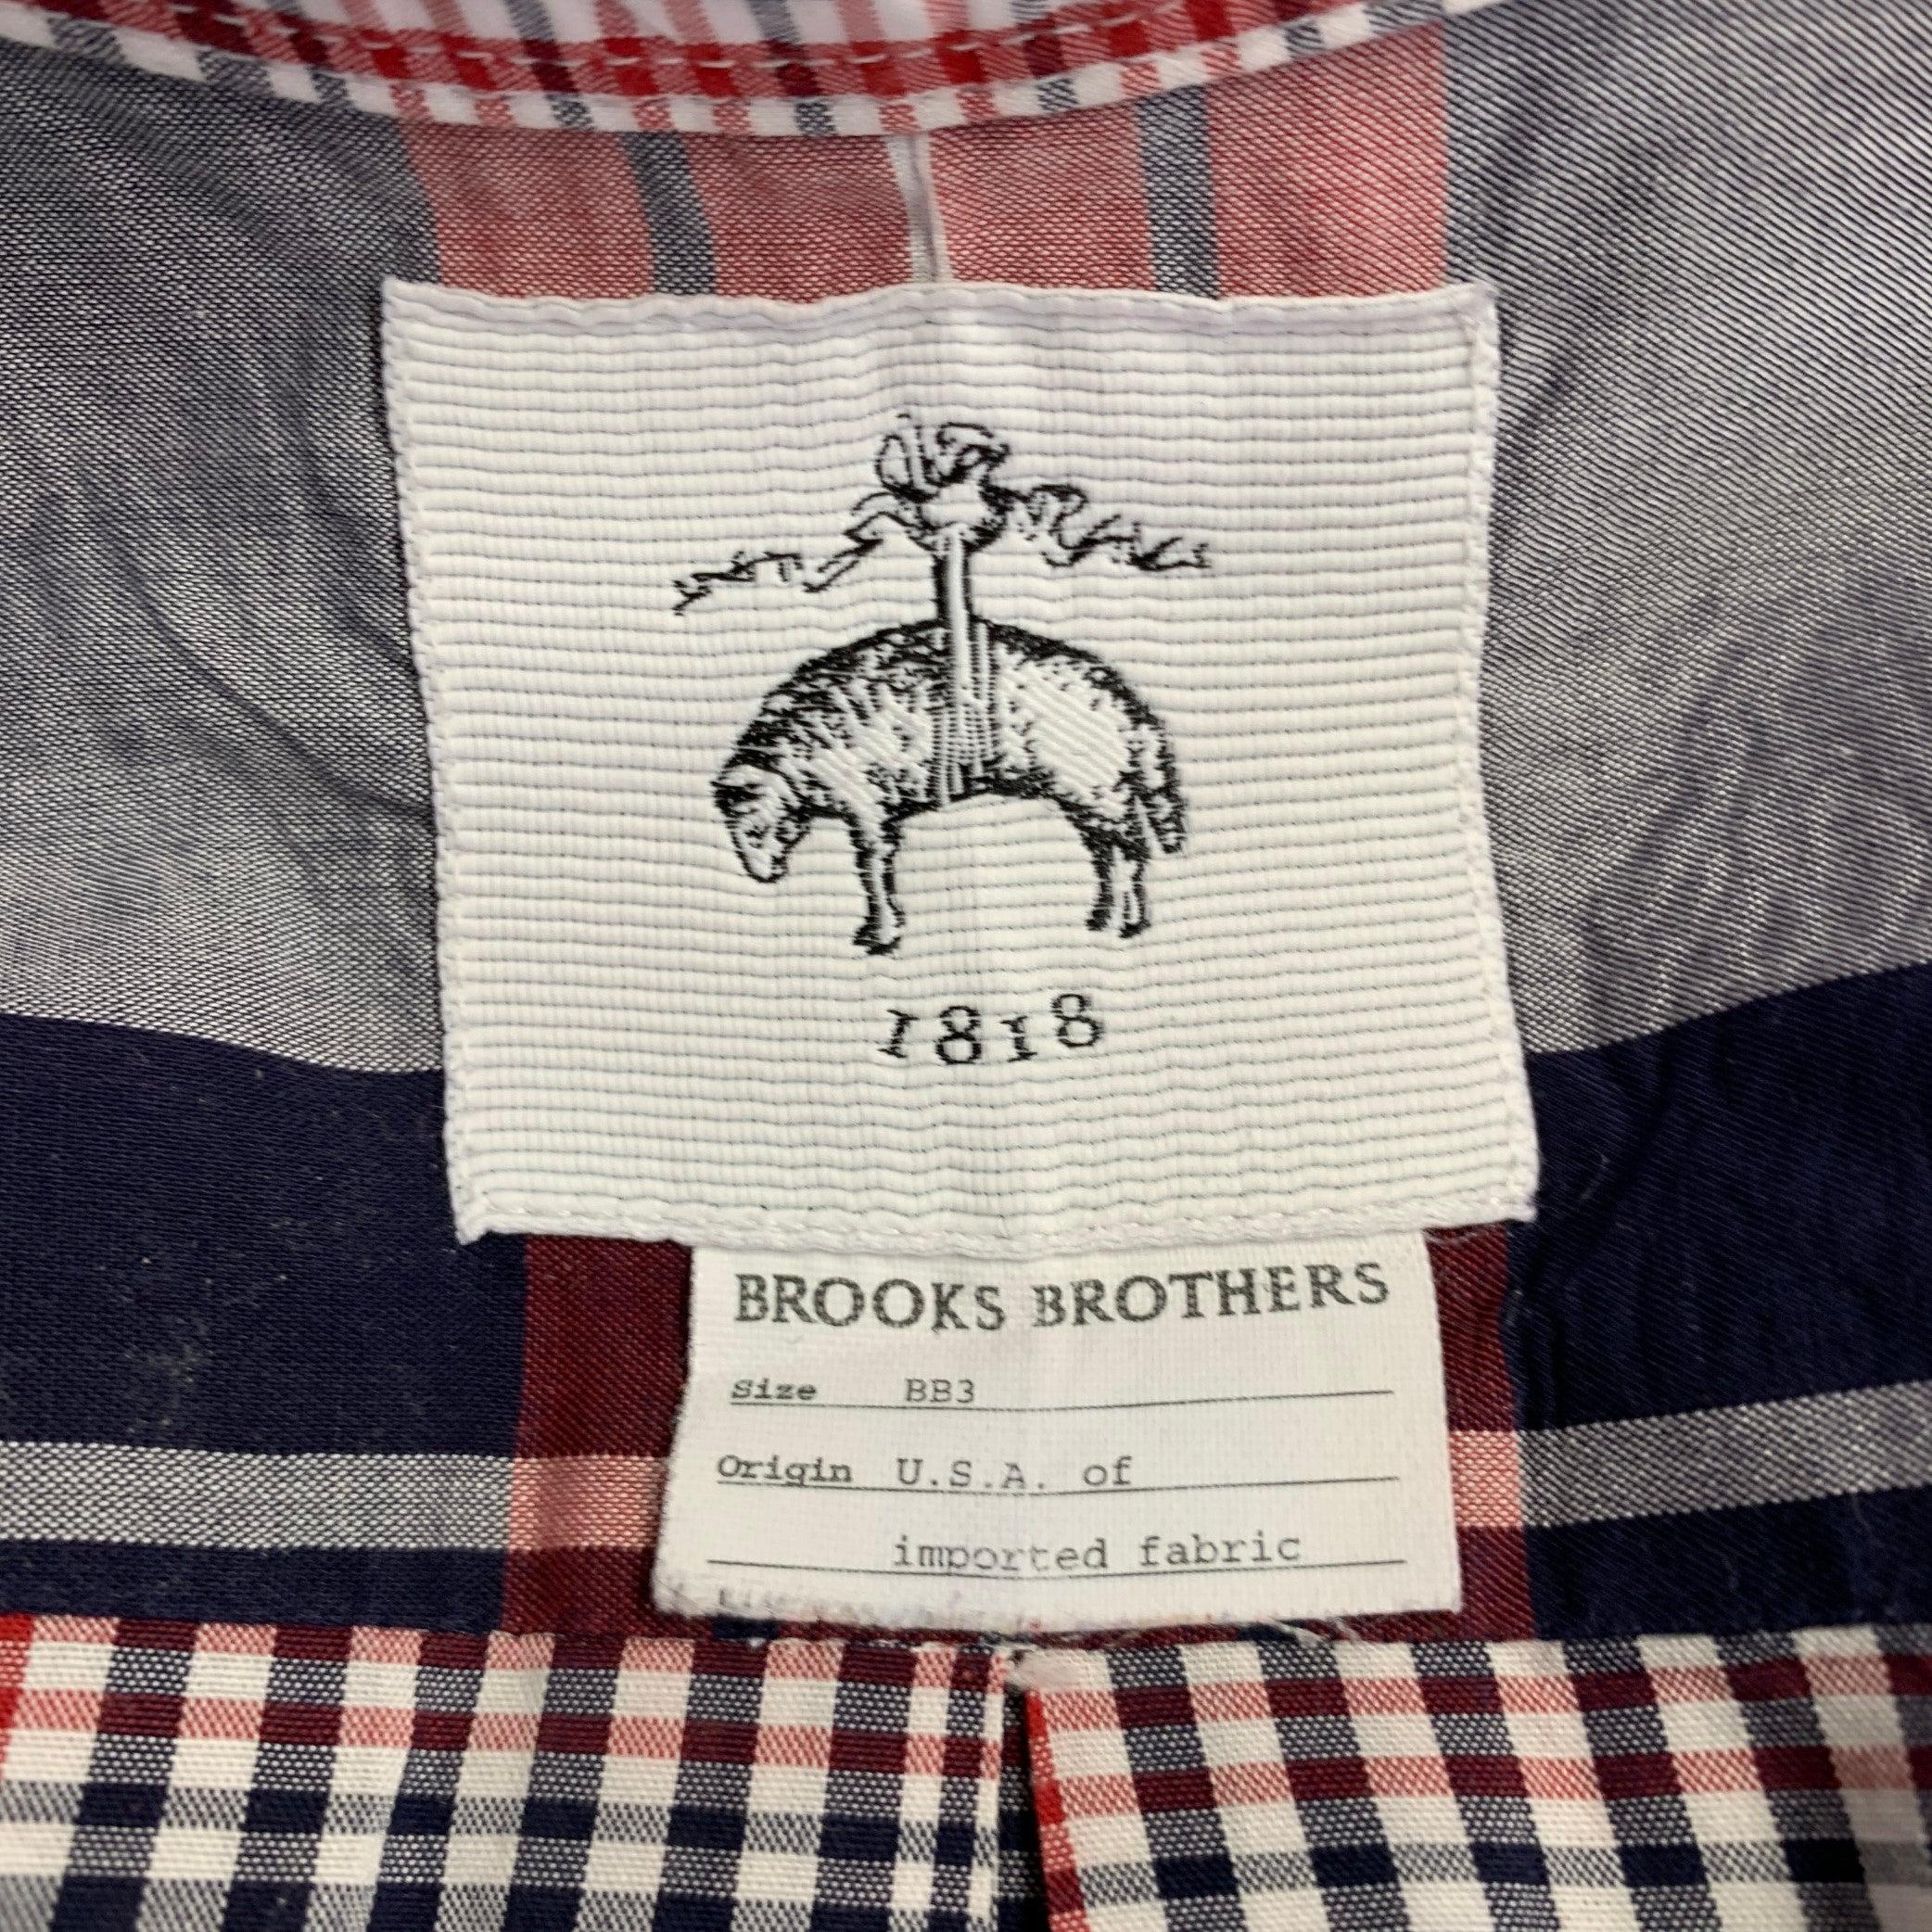 1818
BROOKS BROTHERS
Size BB3
Origin U.S.A. of
imported fabric